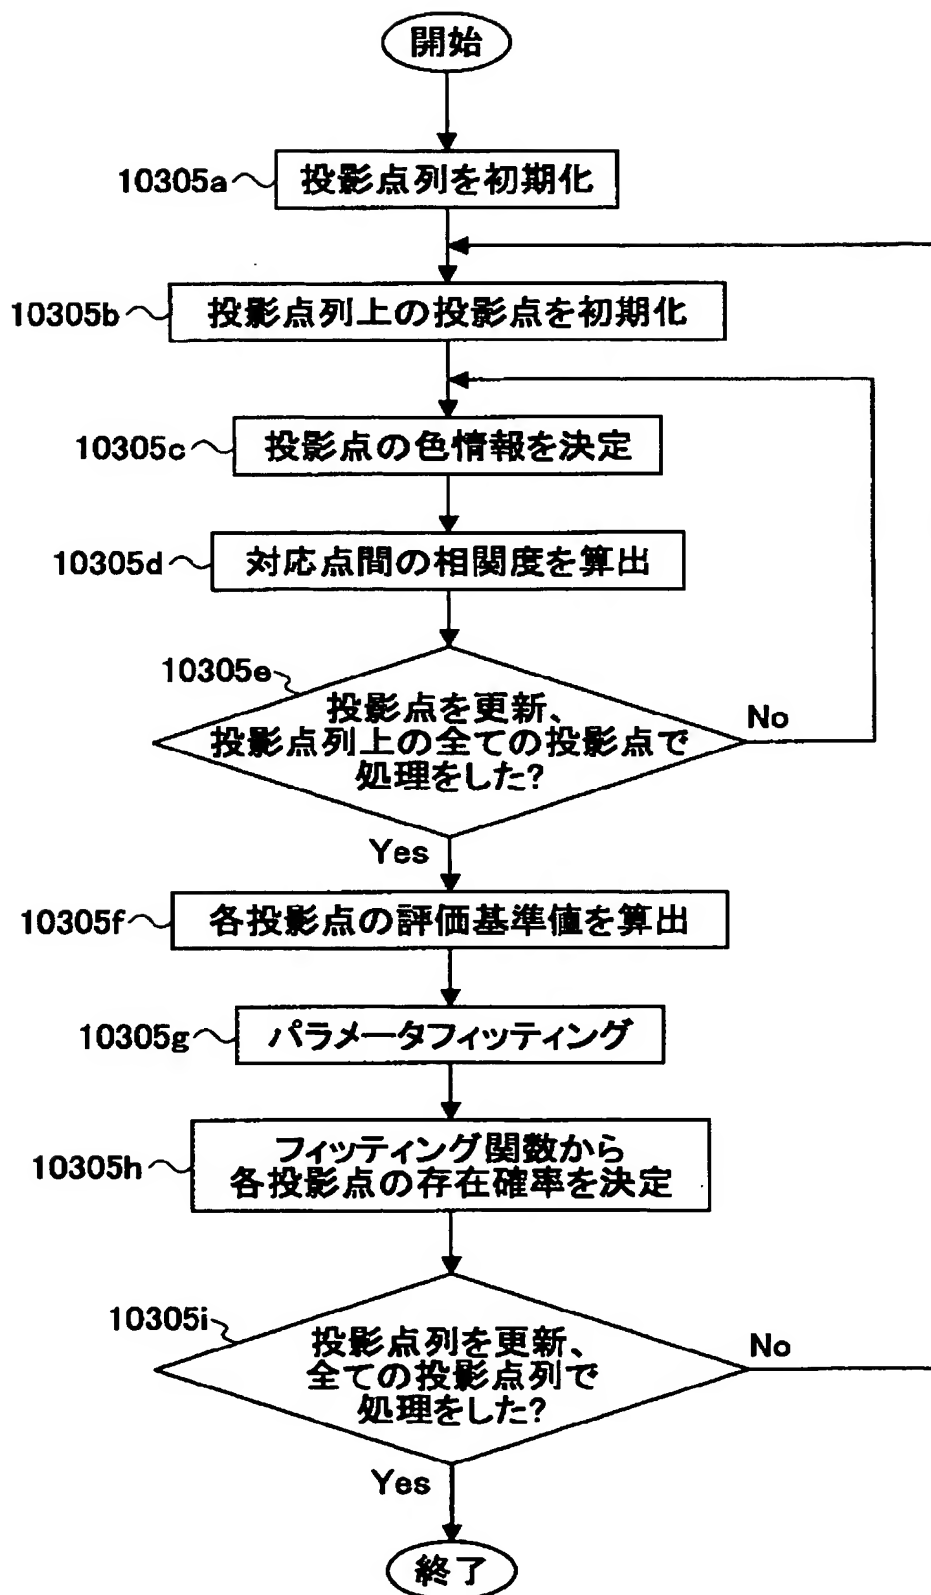 開始
10305a
投影点列を初期化
10305b
投影点列上の投影点を初期化
10305c
投影点の色情報を決定
10305d
対応点間の相関度を算出
10305e
投影点を更新、
投影点列上の全ての投影点で
処理をした?
No
Yes
10305f
各投影点の評価基準値を算出
10305g
パラメータフィッティング
10305h
フィッティング関数から
各投影点の存在確率を決定
10305i
投影点列を更新、
全ての投影点列で
処理をした?
No
Yes
終了